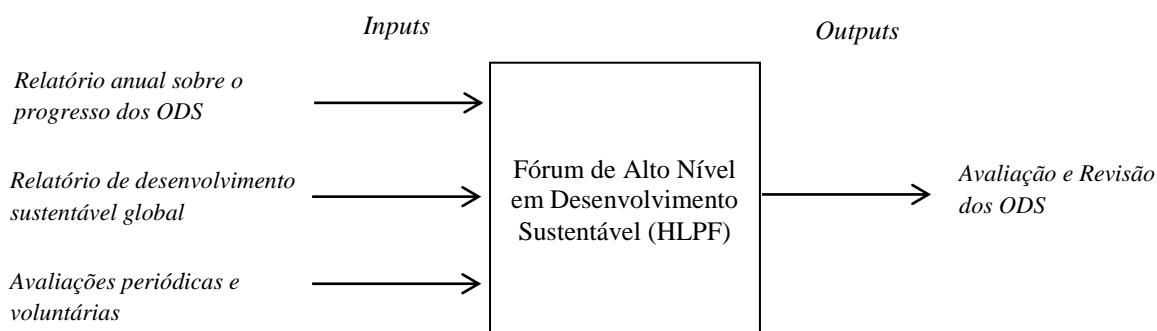 Inputs
Outputs
Relatório anual sobre o
progresso dos ODS
Relatório de desenvolvimento
sustentável global
Avaliações periódicas e
voluntárias
Fórum de Alto Nível
em Desenvolvimento
Sustentável (HLPF)
Avaliação e Revisão
dos ODS